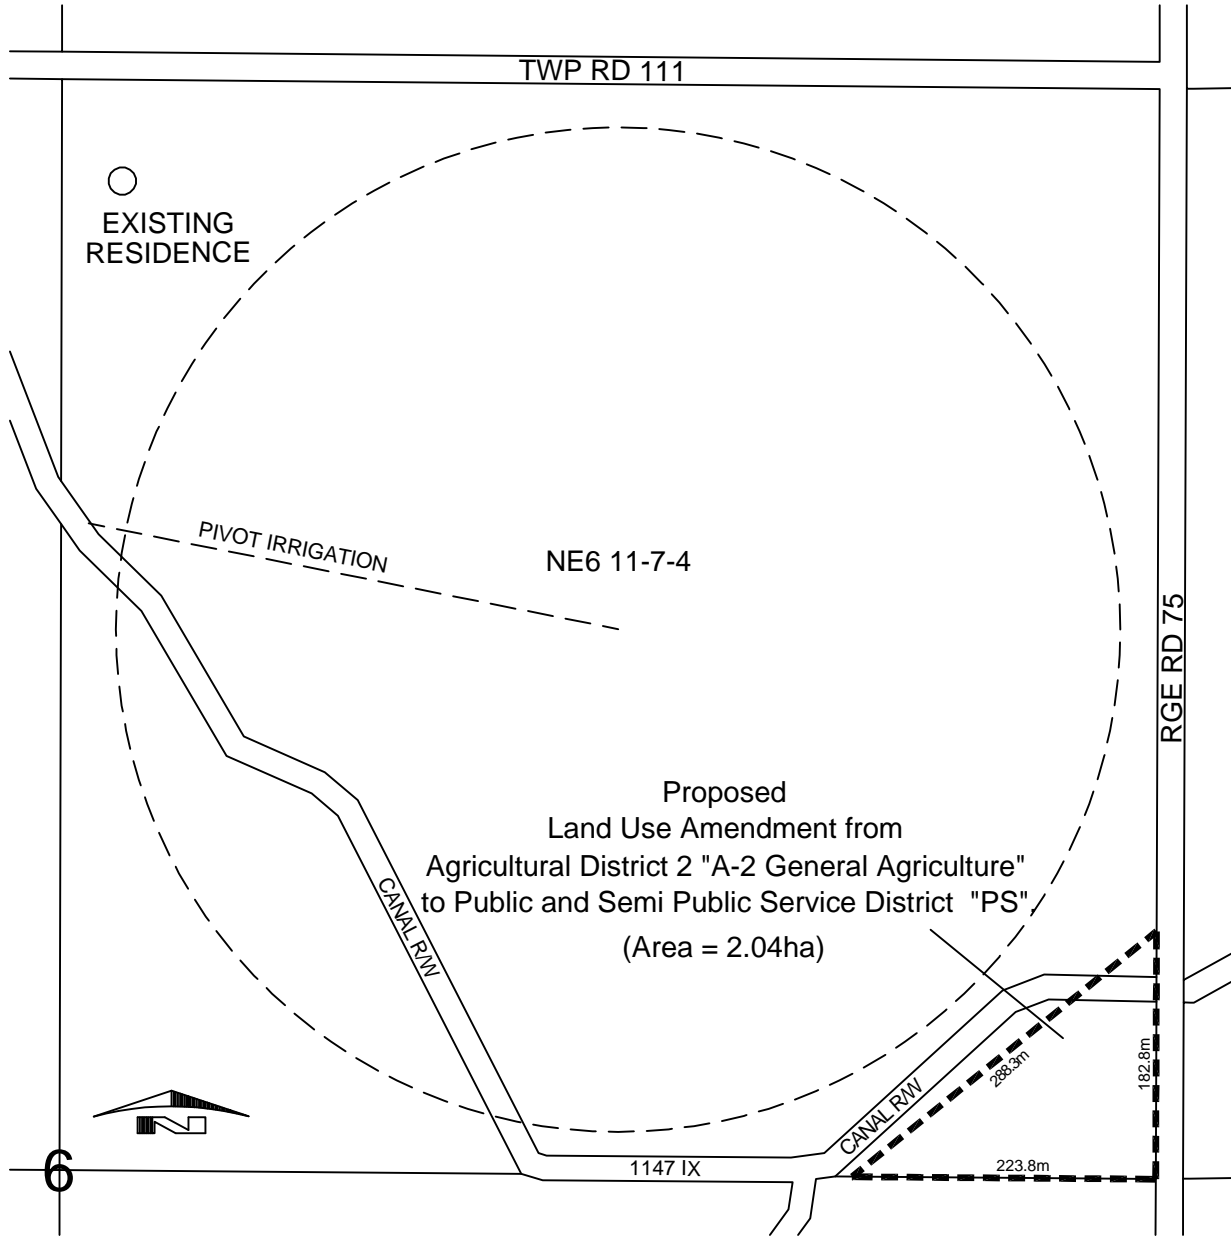 TWP RD 111
EXISTING
RESIDENCE
PIVOT IRRIGATION
NE6 11-7-4
RGE RD 75
Proposed
Land Use Amendment from
Agricultural District 2 "A-2 General Agriculture"
to Public and Semi Public Service District "PS".
(Area = 2.04ha)
CANAL R/W
288.3m
182.8m
CANAL R/W
N
6
1147 IX
223.8m